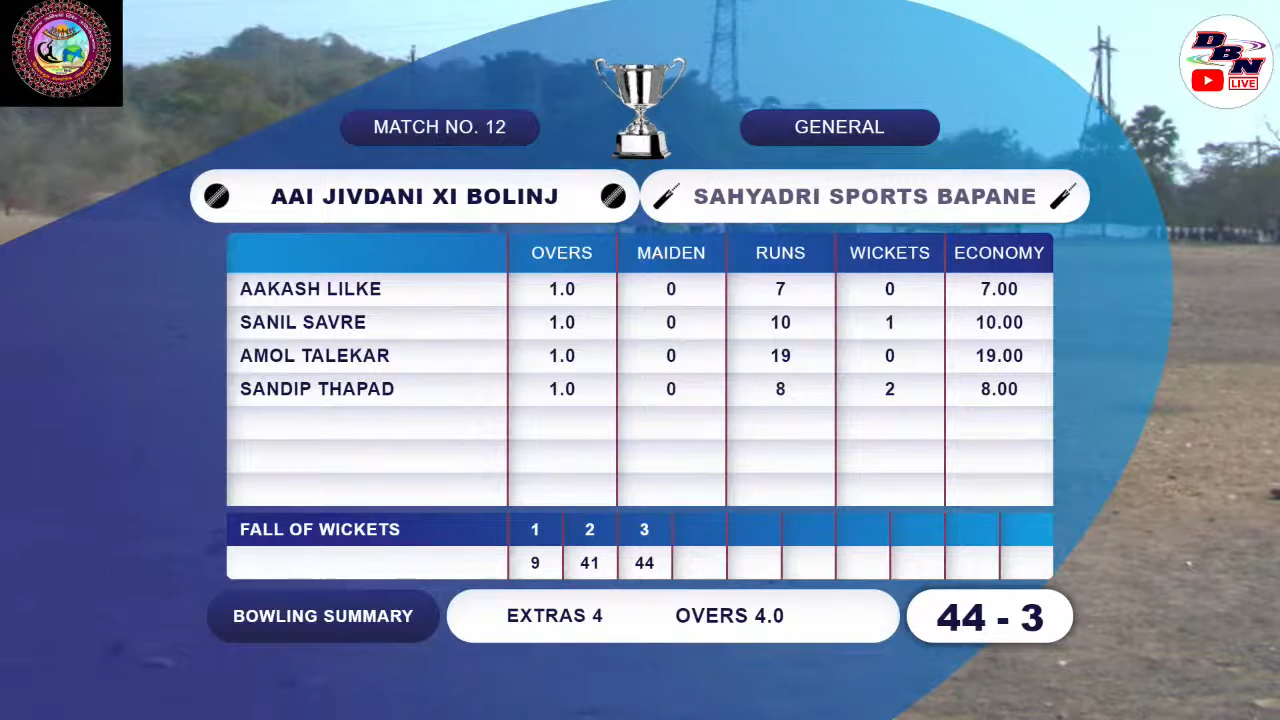 DBN
LIVE
MATCH NO. 12
GENERAL
AAI JIVDANI XI BOLINJ
SAHYADRI SPORTS BAPANE
OVERS MAIDEN RUNS WICKETS ECONOMY
AAKASH LILKE 1.0 0 7 0 7.00
SANIL SAVRE 1.0 0 10 1 10.00
AMOL TALEKAR 1.0 0 19 0 19.00
SANDIP THAPAD 1.0 0 8 2 8.00
FALL OF WICKETS 1 2 3
9 41 44
BOWLING SUMMARY EXTRAS 4 OVERS 4.0 44 - 3